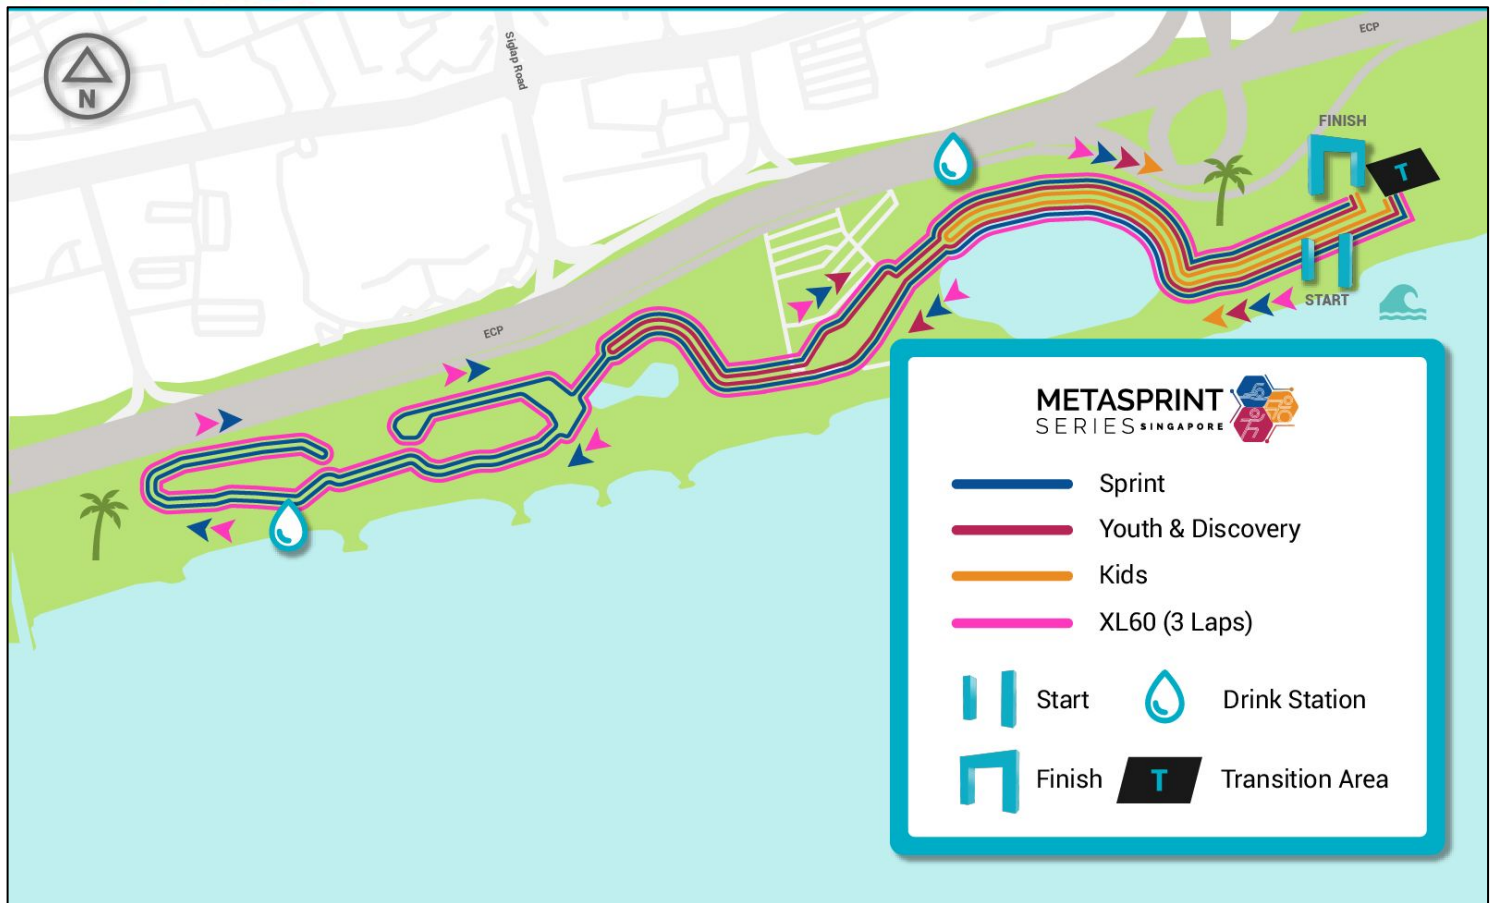 ECP
Siglap Road
N
FINISH
T
START
ECP
METASPRINT
SERIES SINGAPORE
Sprint
Youth & Discovery
Kids
XL60 (3 Laps)
Start
Drink Station
Finish
T
Transition Area